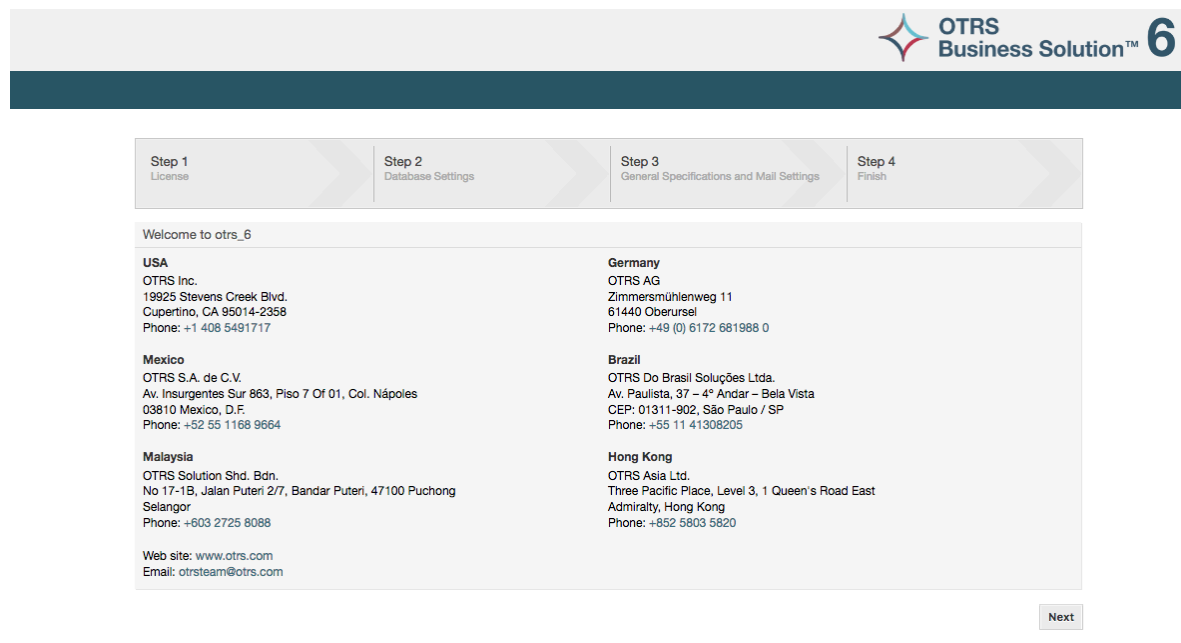 OTRS
Business Solution™ 6
Step 1
License
Step 2
Database Settings
Step 3
General Specifications and Mail Settings
Step 4
Finish
Welcome to otrs_6
USA
OTRS Inc.
19925 Stevens Creek Blvd.
Cupertino, CA 95014-2358
Phone: +1 408 5491717
Germany
OTRS AG
Zimmersmühlenweg 11
61440 Oberursel
Phone: +49 (0) 6172 681988 0
Mexico
OTRS S.A. de C.V.
Av. Insurgentes Sur 863, Piso 7 Of 01, Col. Nápoles
03810 Mexico, D.F.
Phone: +52 55 1168 9664
Brazil
OTRS Do Brasil Soluções Ltda.
Av. Paulista, 37 – 4º Andar – Bela Vista
CEP: 01311-902, São Paulo / SP
Phone: +55 11 41308205
Malaysia
OTRS Solution Shd. Bdn.
No 17-1B, Jalan Puteri 2/7, Bandar Puteri, 47100 Puchong
Selangor
Phone: +603 2725 8088
Hong Kong
OTRS Asia Ltd.
Three Pacific Place, Level 3, 1 Queen's Road East
Admiralty, Hong Kong
Phone: +852 5803 5820
Web site: www.otrs.com
Email: otrsteam@otrs.com
Next